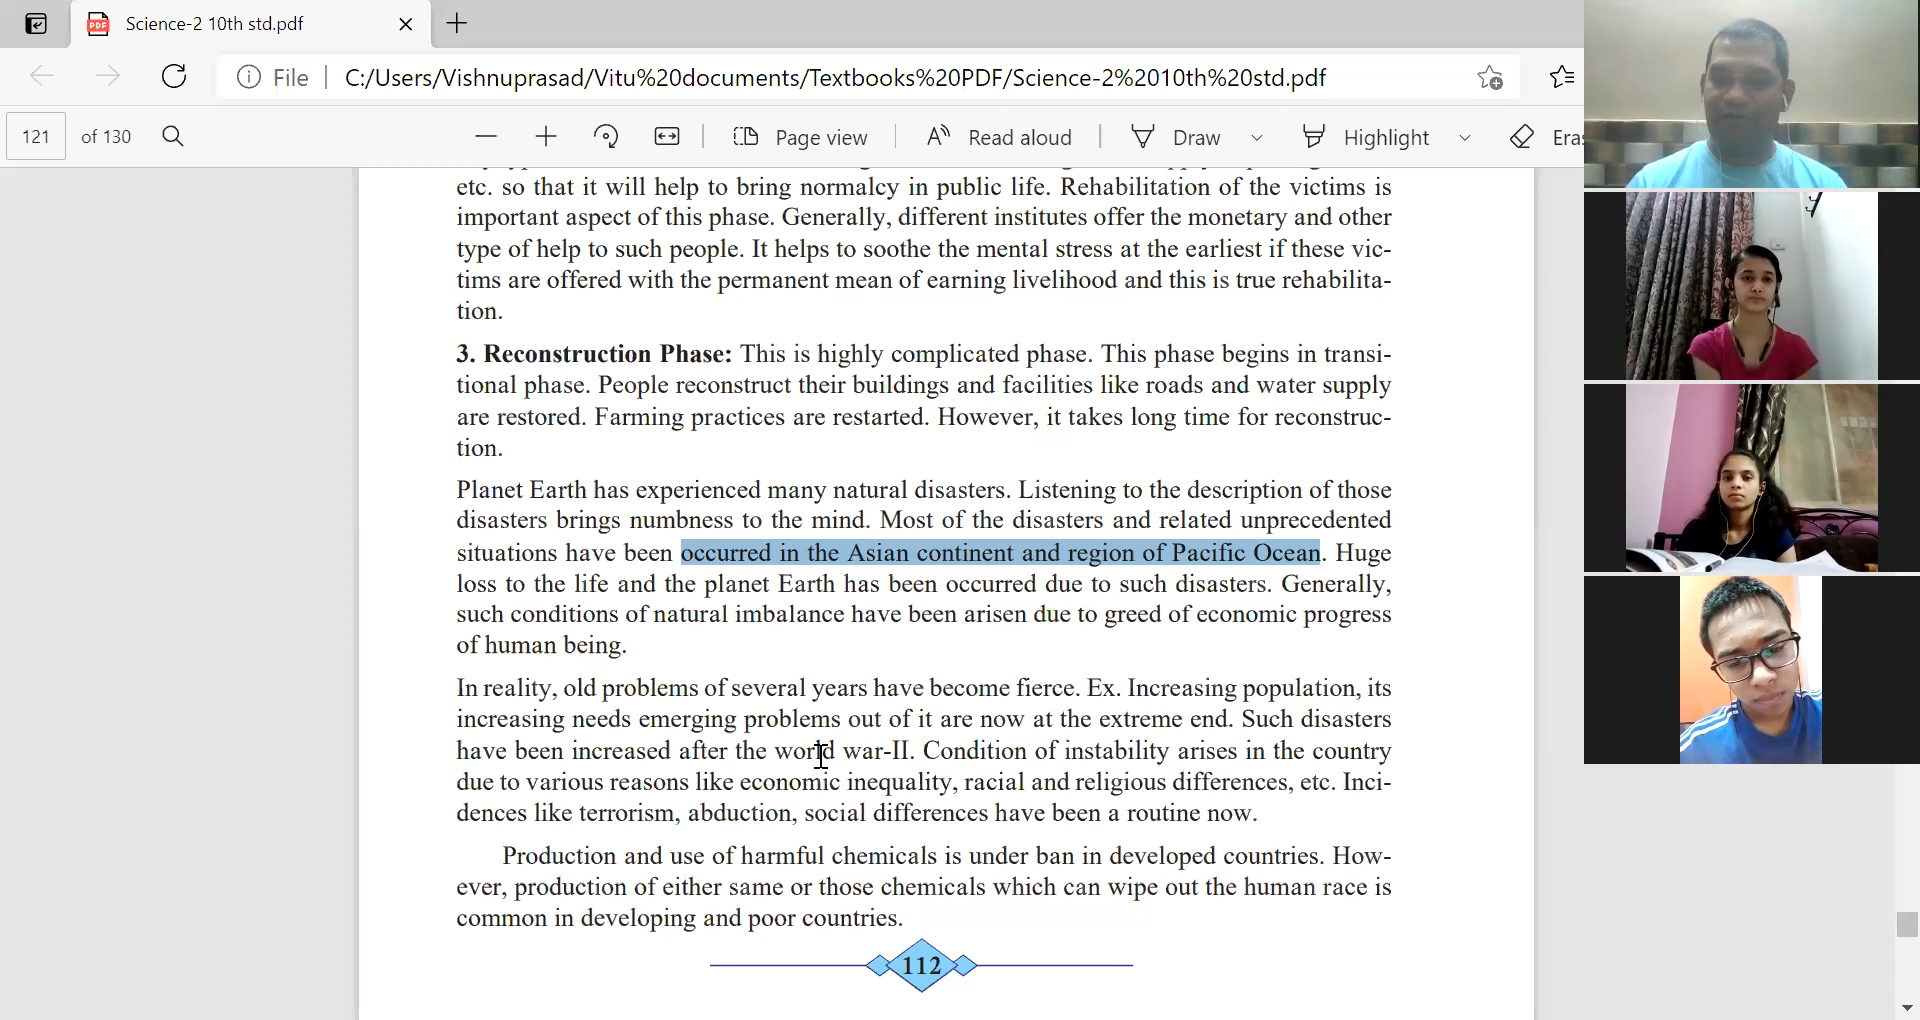 Science-2 10th std.pdf
File
C:/Users/Vishnuprasad/Vitu%20documents/Textbooks%20PDF/Science-2%2010th%20std.pdf
121 of 130
Page view
Read aloud
Draw
Highlight
Eras
etc. so that it will help to bring normalcy in public life. Rehabilitation of the victims is
important aspect of this phase. Generally, different institutes offer the monetary and other
type of help to such people. It helps to soothe the mental stress at the earliest if these vic-
tims are offered with the permanent mean of earning livelihood and this is true rehabilita-
tion.
3. Reconstruction Phase: This is highly complicated phase. This phase begins in transi-
tional phase. People reconstruct their buildings and facilities like roads and water supply
are restored. Farming practices are restarted. However, it takes long time for reconstruc-
tion.
Planet Earth has experienced many natural disasters. Listening to the description of those
disasters brings numbness to the mind. Most of the disasters and related unprecedented
situations have been occurred in the Asian continent and region of Pacific Ocean. Huge
loss to the life and the planet Earth has been occurred due to such disasters. Generally,
such conditions of natural imbalance have been arisen due to greed of economic progress
of human being.
In reality, old problems of several years have become fierce. Ex. Increasing population, its
increasing needs emerging problems out of it are now at the extreme end. Such disasters
have been increased after the world war-II. Condition of instability arises in the country
due to various reasons like economic inequality, racial and religious differences, etc. Inci-
dences like terrorism, abduction, social differences have been a routine now.
Production and use of harmful chemicals is under ban in developed countries. How-
ever, production of either same or those chemicals which can wipe out the human race is
common in developing and poor countries.
112